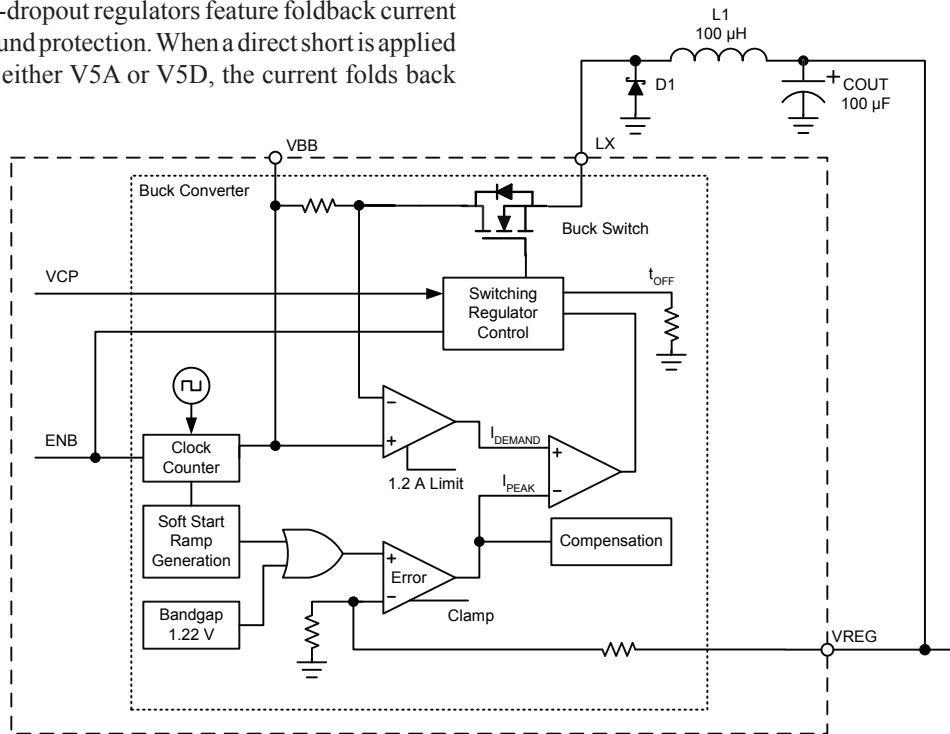 -dropout regulators feature foldback current
und protection. When a direct short is applied
either V5A or V5D, the current folds back
L1
100 µH
D1
+
COUT
100 µF
VBB
LX
Buck Converter
Buck Switch
VCP
tOFF
Switching
Regulator
Control
ENB
Clock
Counter
−
+
IDEMAND
1.2 A Limit
+
IPEAK
−
Soft Start
Ramp
Generation
Compensation
+
Error
−
Clamp
Bandgap
1.22 V
VREG